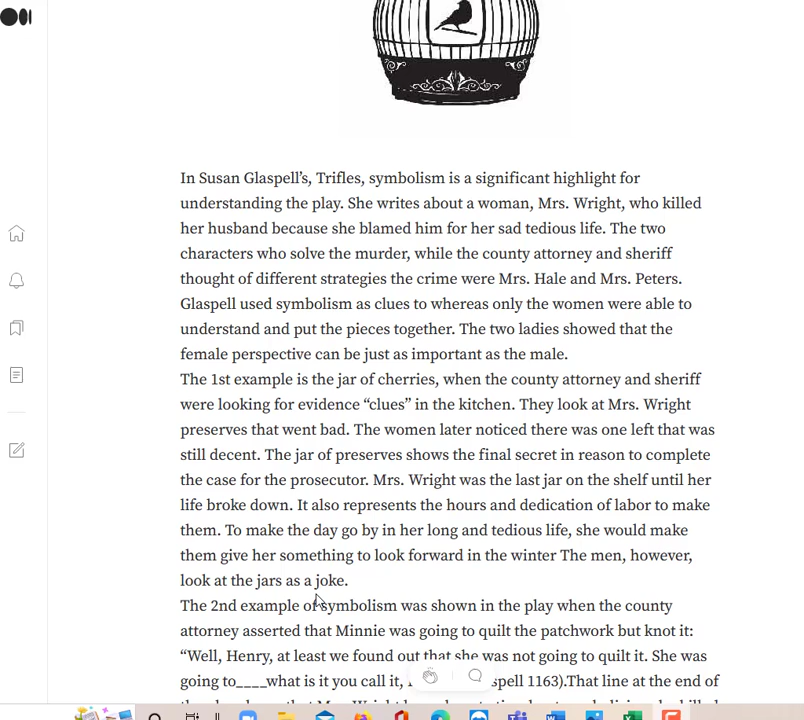 In Susan Glaspell’s, Trifles, symbolism is a significant highlight for
understanding the play. She writes about a woman, Mrs. Wright, who killed
her husband because she blamed him for her sad tedious life. The two
characters who solve the murder, while the county attorney and sheriff
thought of different strategies the crime were Mrs. Hale and Mrs. Peters.
Glaspell used symbolism as clues to whereas only the women were able to
understand and put the pieces together. The two ladies showed that the
female perspective can be just as important as the male.
The 1st example is the jar of cherries, when the county attorney and sheriff
were looking for evidence “clues” in the kitchen. They look at Mrs. Wright
preserves that went bad. The women later noticed there was one left that was
still decent. The jar of preserves shows the final secret in reason to complete
the case for the prosecutor. Mrs. Wright was the last jar on the shelf until her
life broke down. It also represents the hours and dedication of labor to make
them. To make the day go by in her long and tedious life, she would make
them give her something to look forward in the winter The men, however,
look at the jars as a joke.
The 2nd example of symbolism was shown in the play when the county
attorney asserted that Minnie was going to quilt the patchwork but knot it:
“Well, Henry, at least we found out that she was not going to quilt it. She was
going to____what is it you call it, spell 1163).That line at the end of